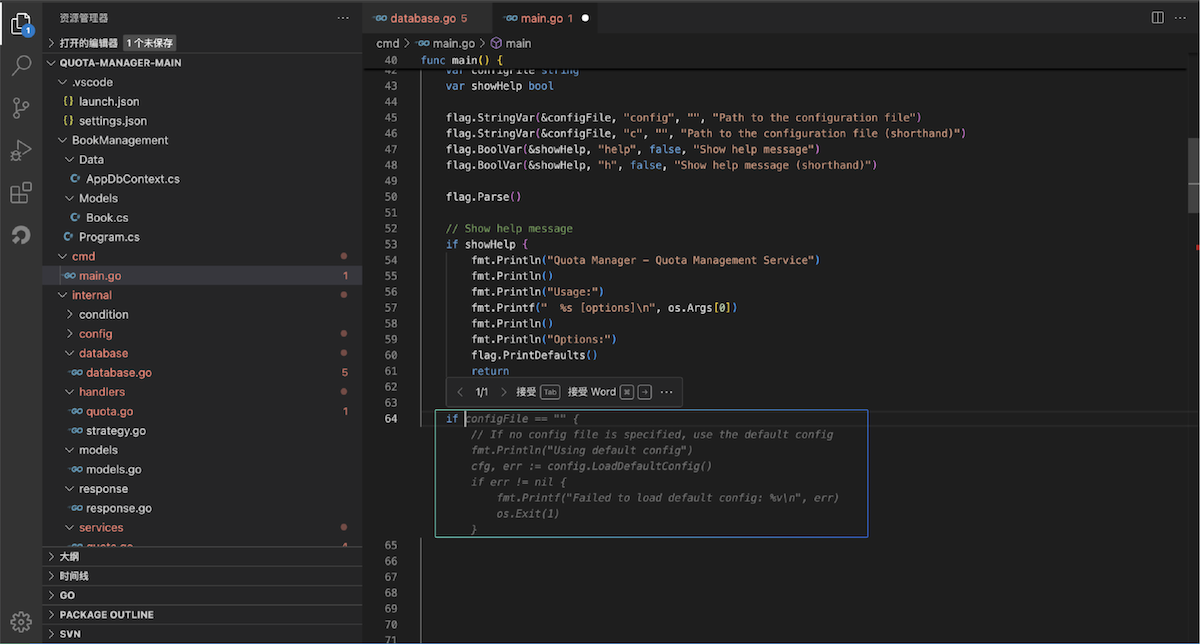 资源管理器
打开的编辑器 1个未保存
QUOTA-MANAGER-MAIN
.vscode
{} launch.json
{} settings.json
BookManagement
Data
AppDbContext.cs
Models
Book.cs
Program.cs
cmd
main.go 1
internal
condition
config
database
database.go 5
handlers
quota.go 1
strategy.go
models
models.go
response
response.go
services
大纲
时间线
GO
PACKAGE OUTLINE
SVN
database.go 5
main.go 1
cmd > main.go > main
40 func main() {
42 var configFile string
43 var showHelp bool
44
45 flag.StringVar(&configFile, "config", "", "Path to the configuration file")
46 flag.StringVar(&configFile, "c", "", "Path to the configuration file (shorthand)")
47 flag.BoolVar(&showHelp, "help", false, "Show help message")
48 flag.BoolVar(&showHelp, "h", false, "Show help message (shorthand)")
49
50 flag.Parse()
51
52 // Show help message
53 if showHelp {
54 fmt.Println("Quota Manager - Quota Management Service")
55 fmt.Println()
56 fmt.Println("Usage:")
57 fmt.Printf("  %s [options]\n", os.Args[0])
58 fmt.Println()
59 fmt.Println("Options:")
60 flag.PrintDefaults()
61 return
62
1/1 接受 Tab 接受 Word ⌘ → ···
63
64 if configFile == "" {
// If no config file is specified, use the default config
fmt.Println("Using default config")
cfg, err := config.LoadDefaultConfig()
if err != nil {
fmt.Printf("Failed to load default config: %v\n", err)
os.Exit(1)
}
65
66
67
68
69
70
71